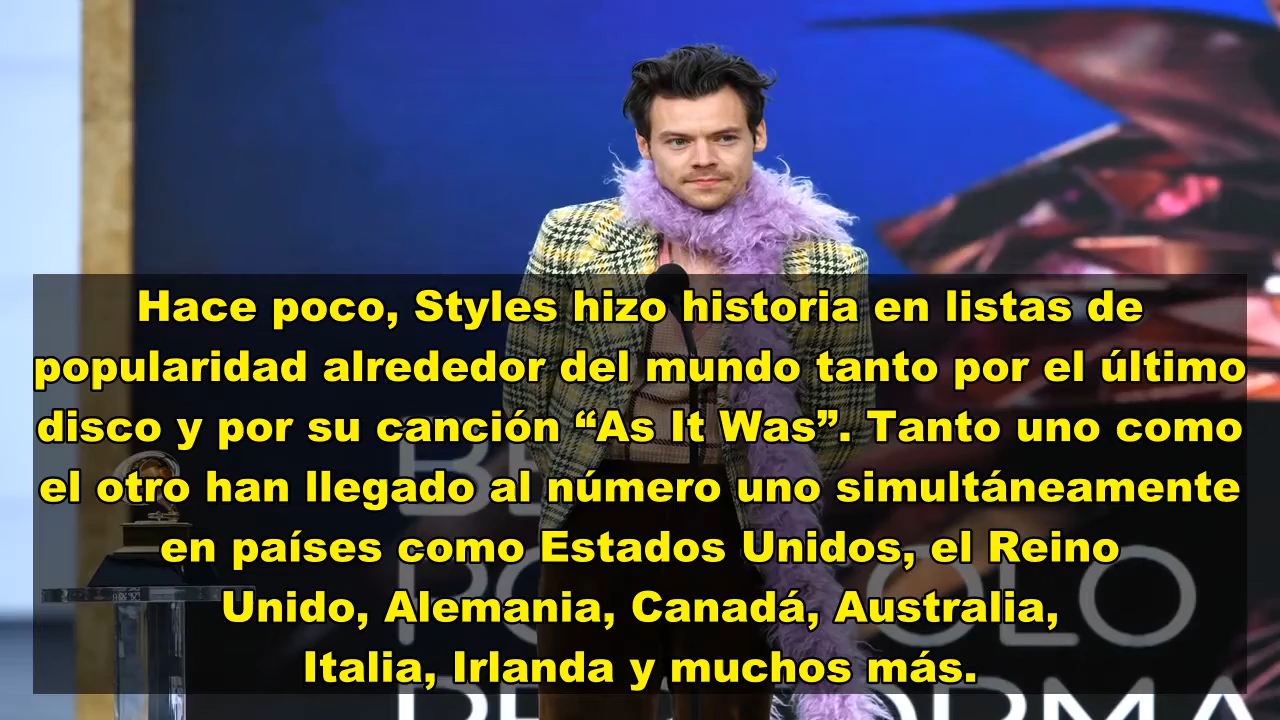 Hace poco, Styles hizo historia en listas de
popularidad alrededor del mundo tanto por el último
disco y por su canción “As It Was”. Tanto uno como
el otro han llegado al número uno simultáneamente
en países como Estados Unidos, el Reino
Unido, Alemania, Canadá, Australia,
Italia, Irlanda y muchos más.